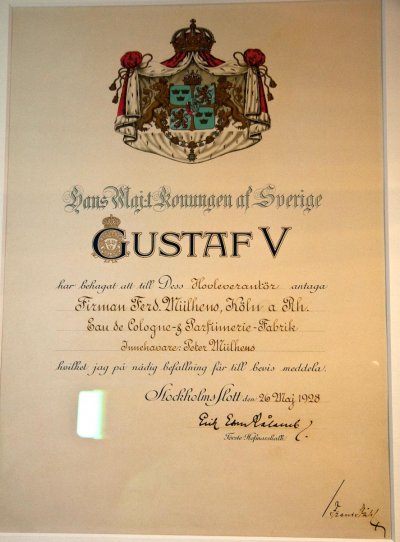 Hans Maj:t Konungen af Sverige
GUSTAF V
har behagat att till Dess Hovleverantör antaga
Firman Ferd. Mülhens, Köln a Rh.
Eau de Cologne-& Parfümerie-Fabrik
Innehavare: Peter Mülhens
hvilket jag på nådig befallning får till bevis meddela.
Stockholms Slott den 26 Maj 1928
Förste Hofmarskalk